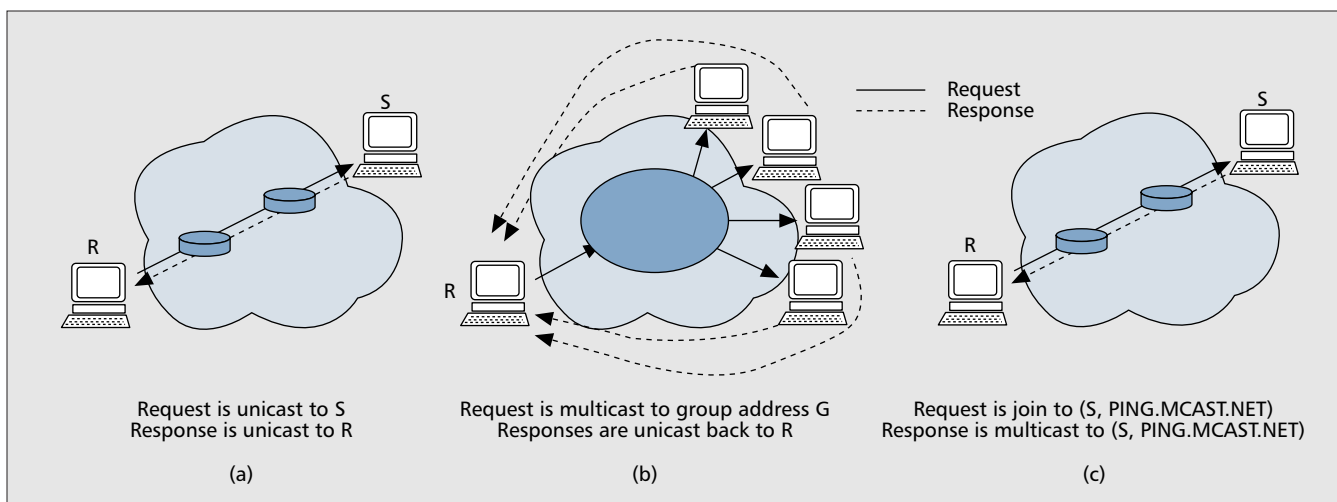 S
R
Request is unicast to S
Response is unicast to R
(a)
Request
Response
R
Request is multicast to group address G
Responses are unicast back to R
(b)
S
R
Request is join to (S, PING.MCAST.NET)
Response is multicast to (S, PING.MCAST.NET)
(c)